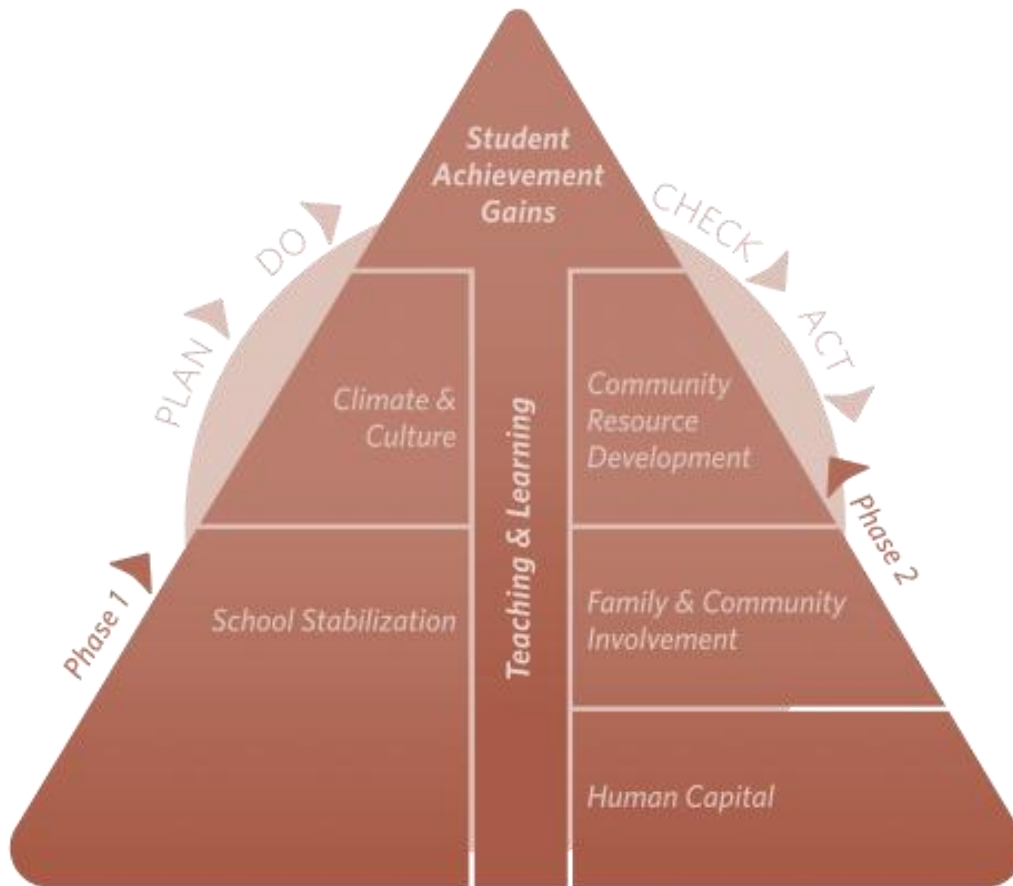 Student
Achievement
Gains
PLAN
DO
CHECK
ACT
Climate &
Culture
Community
Resource
Development
Teaching & Learning
Phase 1
Phase 2
School Stabilization
Family & Community
Involvement
Human Capital